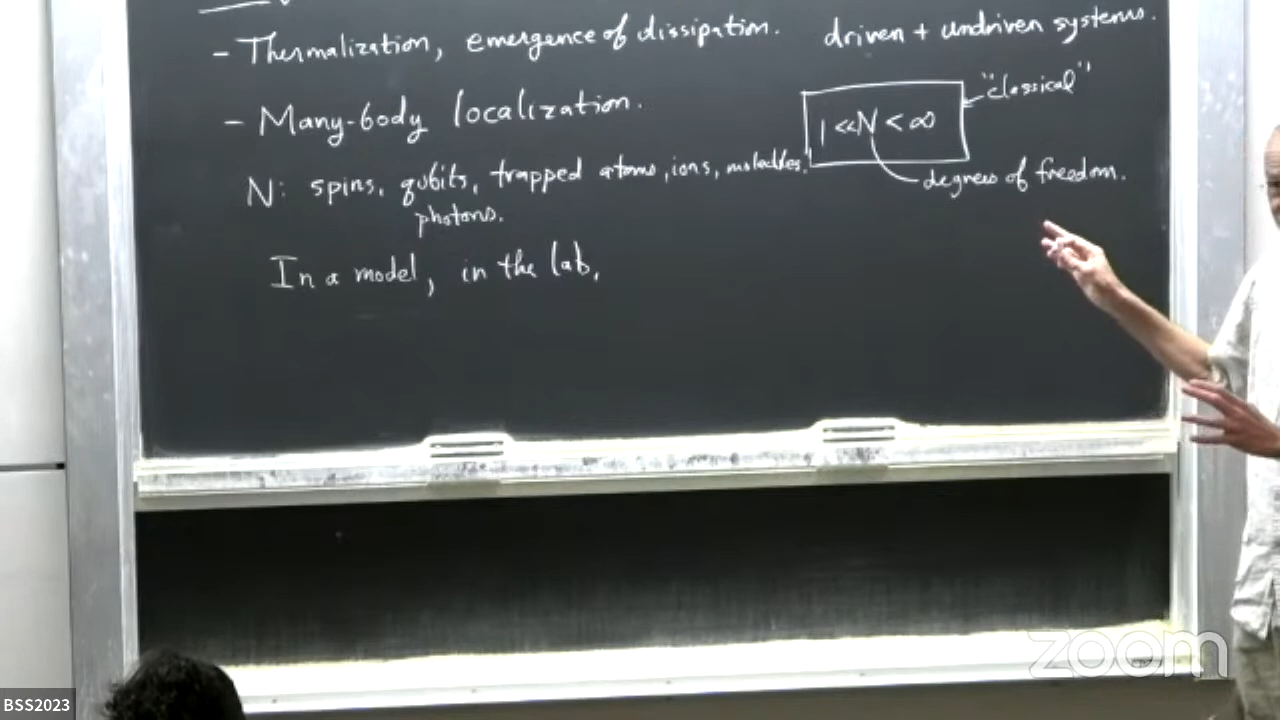 - Thermalization, emergence of dissipation. driven + undriven systems.
- Many-body localization.
1 << N < ∞
"classical"
degrees of freedom.
N: spins, qubits, trapped atoms, ions, molecules,
photons.
In a model, in the lab,
zoom
BSS2023